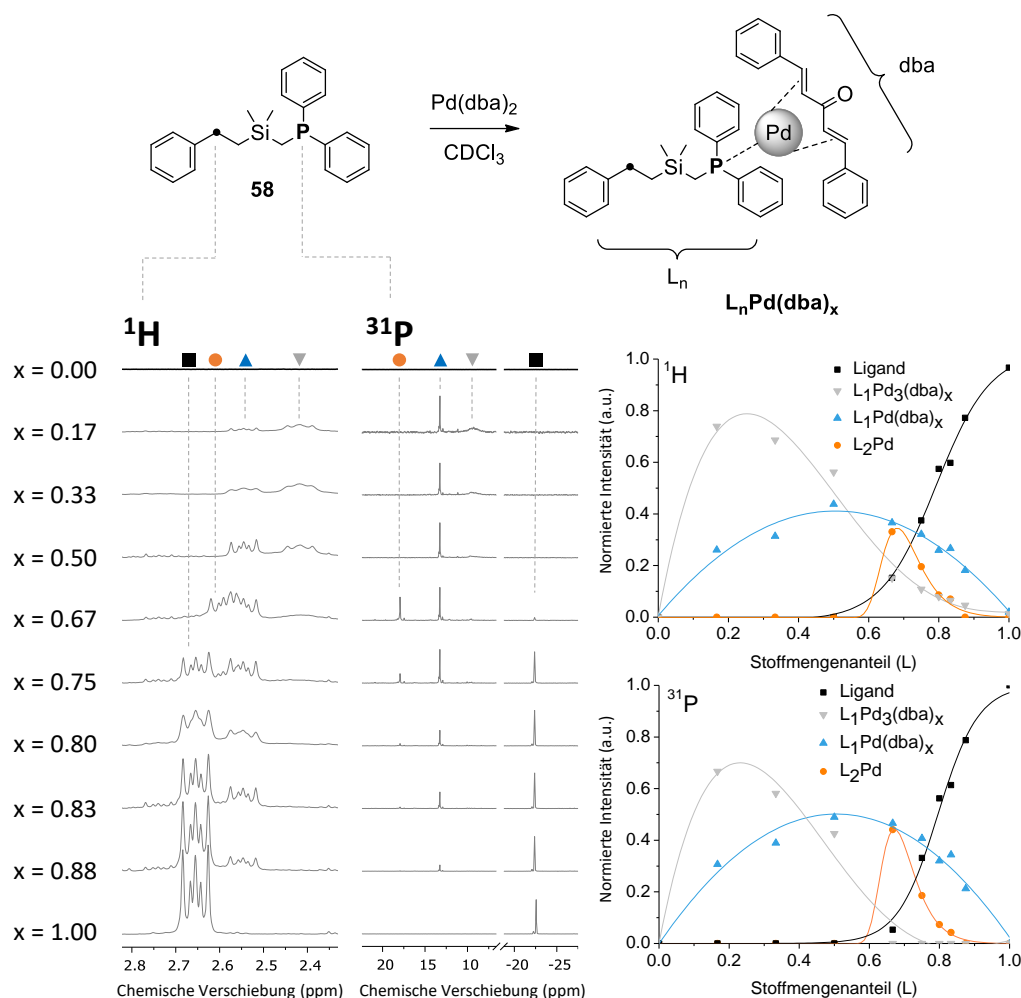 dba
Pd(dba)2
CDCl3
Si
P
58
Si
P
Pd
O
Ln
LnPd(dba)x
1H
31P
x = 0.00
x = 0.17
x = 0.33
x = 0.50
x = 0.67
x = 0.75
x = 0.80
x = 0.83
x = 0.88
x = 1.00
2.8 2.7 2.6 2.5 2.4
Chemische Verschiebung (ppm)
20 15 10 -20 -25
Chemische Verschiebung (ppm)
1H
Ligand
L1Pd3(dba)x
L1Pd(dba)x
L2Pd
Normierte Intensität (a.u.)
1.0
0.8
0.6
0.4
0.2
0.0
0.0 0.2 0.4 0.6 0.8 1.0
Stoffmengenanteil (L)
31P
Ligand
L1Pd3(dba)x
L1Pd(dba)x
L2Pd
Normierte Intensität (a.u.)
1.0
0.8
0.6
0.4
0.2
0.0
0.0 0.2 0.4 0.6 0.8 1.0
Stoffmengenanteil (L)